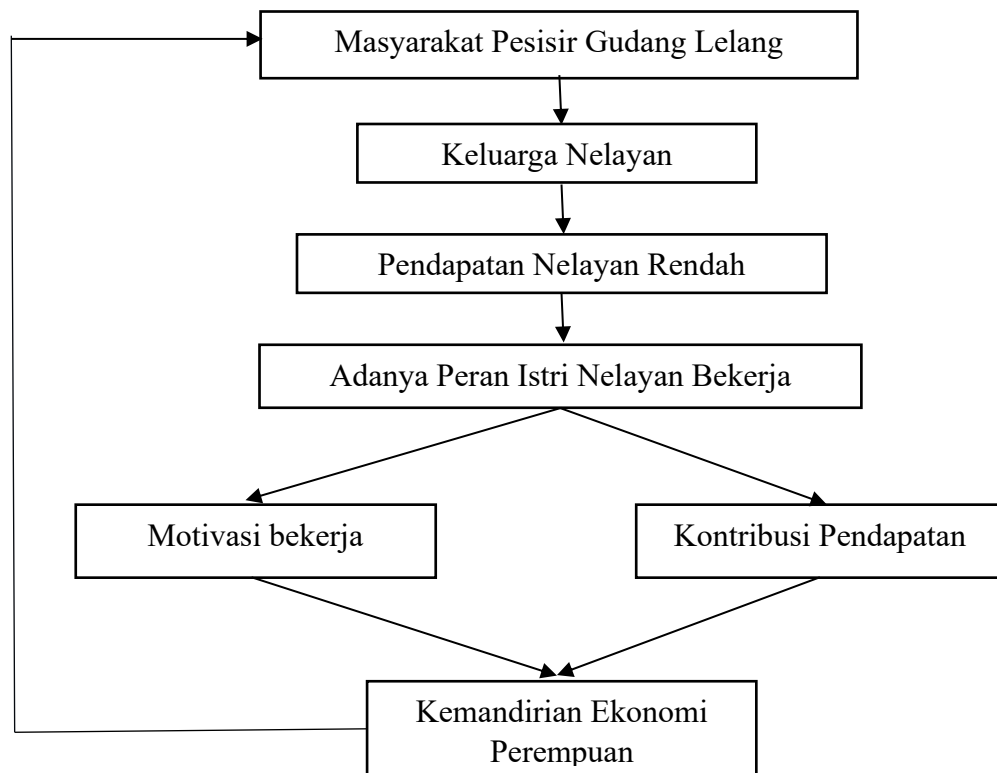 Masyarakat Pesisir Gudang Lelang
Keluarga Nelayan
Pendapatan Nelayan Rendah
Adanya Peran Istri Nelayan Bekerja
Motivasi bekerja
Kontribusi Pendapatan
Kemandirian Ekonomi
Perempuan